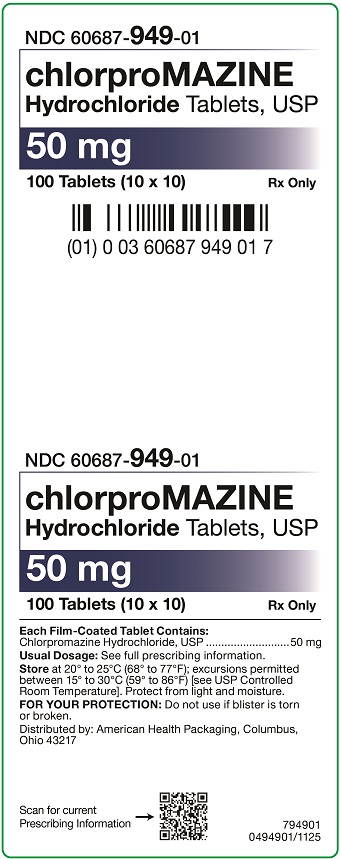 NDC 60687-949-01
chlorproMAZINE
Hydrochloride Tablets, USP
50 mg
100 Tablets (10 x 10) Rx Only
(01) 0 03 60687 949 01 7
NDC 60687-949-01
chlorproMAZINE
Hydrochloride Tablets, USP
50 mg
100 Tablets (10 x 10) Rx Only
Each Film-Coated Tablet Contains:
Chlorpromazine Hydrochloride, USP ..........................50 mg
Usual Dosage: See full prescribing information.
Store at 20° to 25°C (68° to 77°F); excursions permitted
between 15° to 30°C (59° to 86°F) [see USP Controlled
Room Temperature]. Protect from light and moisture.
FOR YOUR PROTECTION: Do not use if blister is torn
or broken.
Distributed by: American Health Packaging, Columbus,
Ohio 43217
Scan for current
Prescribing Information
794901
0494901/1125